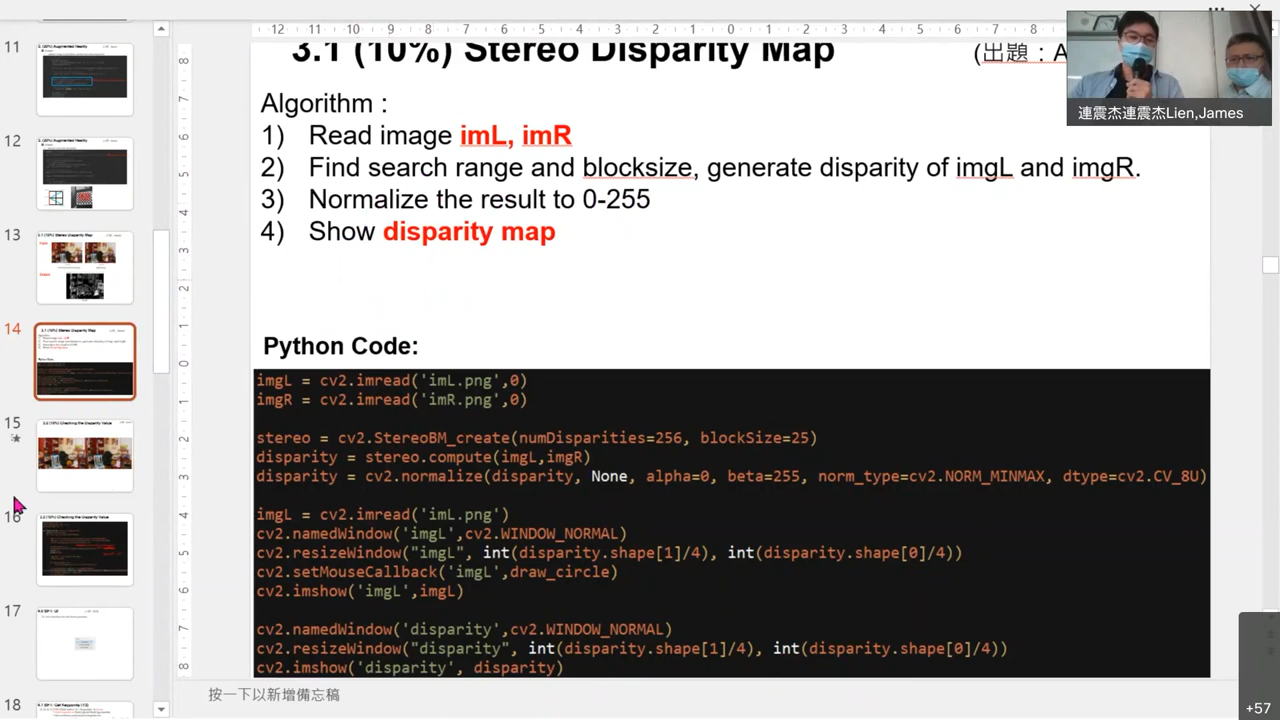 3.1 (10%) Stereo Disparity Map
(出題：A
連震杰連震杰Lien,James
Algorithm :
1) Read image imL, imR
2) Find search range and blocksize, generate disparity of imgL and imgR.
3) Normalize the result to 0-255
4) Show disparity map
Python Code:
imgL = cv2.imread('imL.png',0)
imgR = cv2.imread('imR.png',0)
stereo = cv2.StereoBM_create(numDisparities=256, blockSize=25)
disparity = stereo.compute(imgL,imgR)
disparity = cv2.normalize(disparity, None, alpha=0, beta=255, norm_type=cv2.NORM_MINMAX, dtype=cv2.CV_8U)
imgL = cv2.imread('imL.png')
cv2.namedWindow('imgL',cv2.WINDOW_NORMAL)
cv2.resizeWindow("imgL", int(disparity.shape[1]/4), int(disparity.shape[0]/4))
cv2.setMouseCallback('imgL',draw_circle)
cv2.imshow('imgL',imgL)
cv2.namedWindow('disparity',cv2.WINDOW_NORMAL)
cv2.resizeWindow("disparity", int(disparity.shape[1]/4), int(disparity.shape[0]/4))
cv2.imshow('disparity', disparity)
按一下以新增備忘稿
+57
11
12
13
14
15
16
17
18